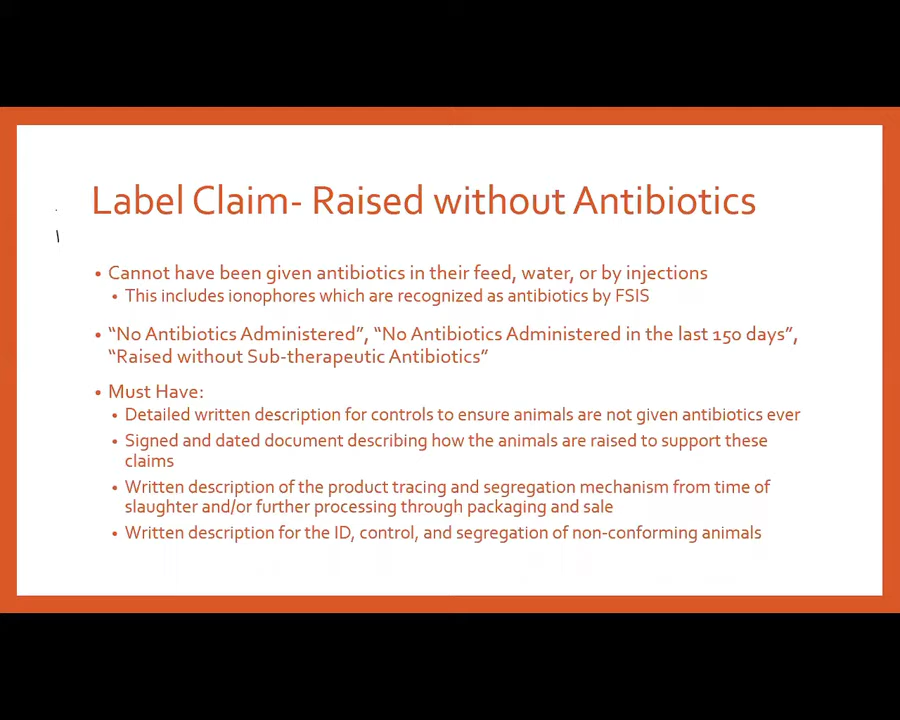 Label Claim- Raised without Antibiotics
• Cannot have been given antibiotics in their feed, water, or by injections
• This includes ionophores which are recognized as antibiotics by FSIS
• “No Antibiotics Administered”, “No Antibiotics Administered in the last 150 days”,
“Raised without Sub-therapeutic Antibiotics”
• Must Have:
• Detailed written description for controls to ensure animals are not given antibiotics ever
• Signed and dated document describing how the animals are raised to support these
claims
• Written description of the product tracing and segregation mechanism from time of
slaughter and/or further processing through packaging and sale
• Written description for the ID, control, and segregation of non-conforming animals